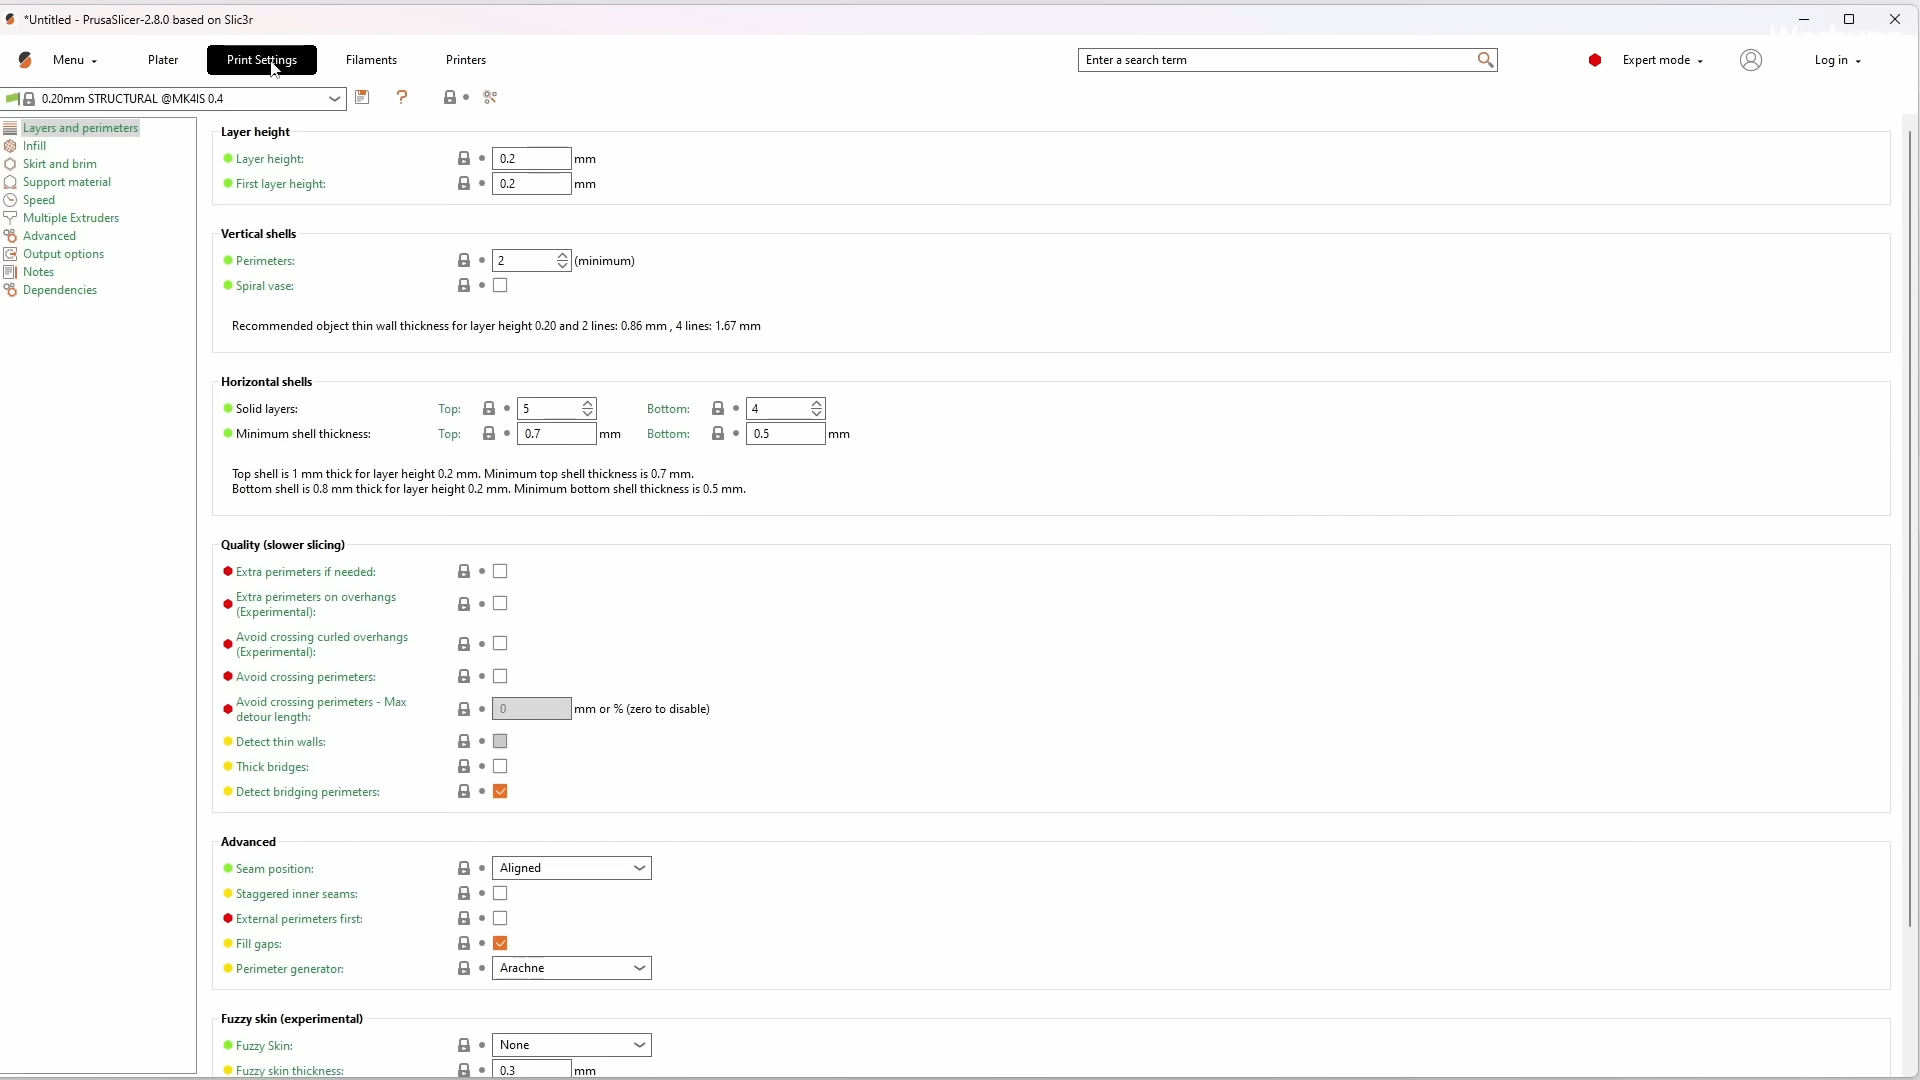 *Untitled - PrusaSlicer-2.8.0 based on Slic3r
Menu
Plater
Print Settings
Filaments
Printers
Enter a search term
Expert mode
Log in
0.20mm STRUCTURAL @MK4IS 0.4
?
Layers and perimeters
Infill
Skirt and brim
Support material
Speed
Multiple Extruders
Advanced
Output options
Notes
Dependencies
Layer height
Layer height: 0.2 mm
First layer height: 0.2 mm
Vertical shells
Perimeters: 2 (minimum)
Spiral vase:
Recommended object thin wall thickness for layer height 0.20 and 2 lines: 0.86 mm , 4 lines: 1.67 mm
Horizontal shells
Solid layers: Top: 5 Bottom: 4
Minimum shell thickness: Top: 0.7 mm Bottom: 0.5 mm
Top shell is 1 mm thick for layer height 0.2 mm. Minimum top shell thickness is 0.7 mm.
Bottom shell is 0.8 mm thick for layer height 0.2 mm. Minimum bottom shell thickness is 0.5 mm.
Quality (slower slicing)
Extra perimeters if needed:
Extra perimeters on overhangs
(Experimental):
Avoid crossing curled overhangs
(Experimental):
Avoid crossing perimeters:
Avoid crossing perimeters - Max
detour length: 0 mm or % (zero to disable)
Detect thin walls:
Thick bridges:
Detect bridging perimeters:
Advanced
Seam position: Aligned
Staggered inner seams:
External perimeters first:
Fill gaps:
Perimeter generator: Arachne
Fuzzy skin (experimental)
Fuzzy Skin: None
Fuzzy skin thickness: 0.3 mm